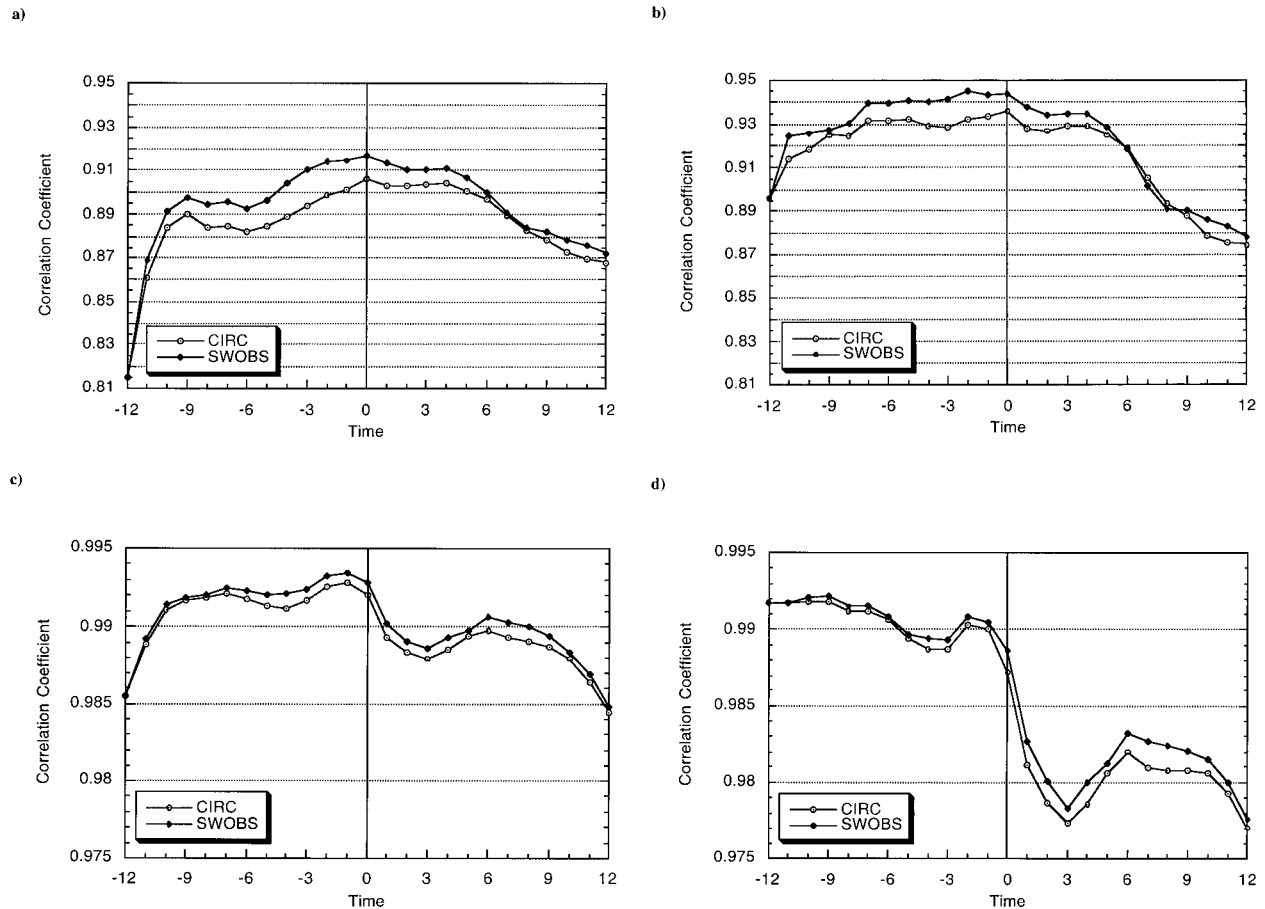 a)
0.95
0.93
0.91
0.89
0.87
0.85
0.83
0.81
Correlation Coefficient
CIRC
SWOBS
-12 -9 -6 -3 0 3 6 9 12
Time
b)
0.95
0.93
0.91
0.89
0.87
0.85
0.83
0.81
Correlation Coefficient
CIRC
SWOBS
-12 -9 -6 -3 0 3 6 9 12
Time
c)
0.995
0.99
0.985
0.98
0.975
Correlation Coefficient
CIRC
SWOBS
-12 -9 -6 -3 0 3 6 9 12
Time
d)
0.995
0.99
0.985
0.98
0.975
Correlation Coefficient
CIRC
SWOBS
-12 -9 -6 -3 0 3 6 9 12
Time